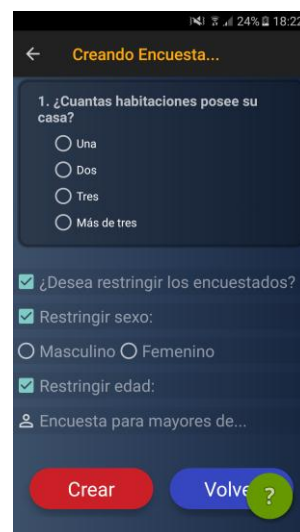 24% 18:22
Creando Encuesta...
1. ¿Cuantas habitaciones posee su
casa?
Una
Dos
Tres
Más de tres
¿Desea restringir los encuestados?
Restringir sexo:
Masculino Femenino
Restringir edad:
Encuesta para mayores de...
Crear Volve ?